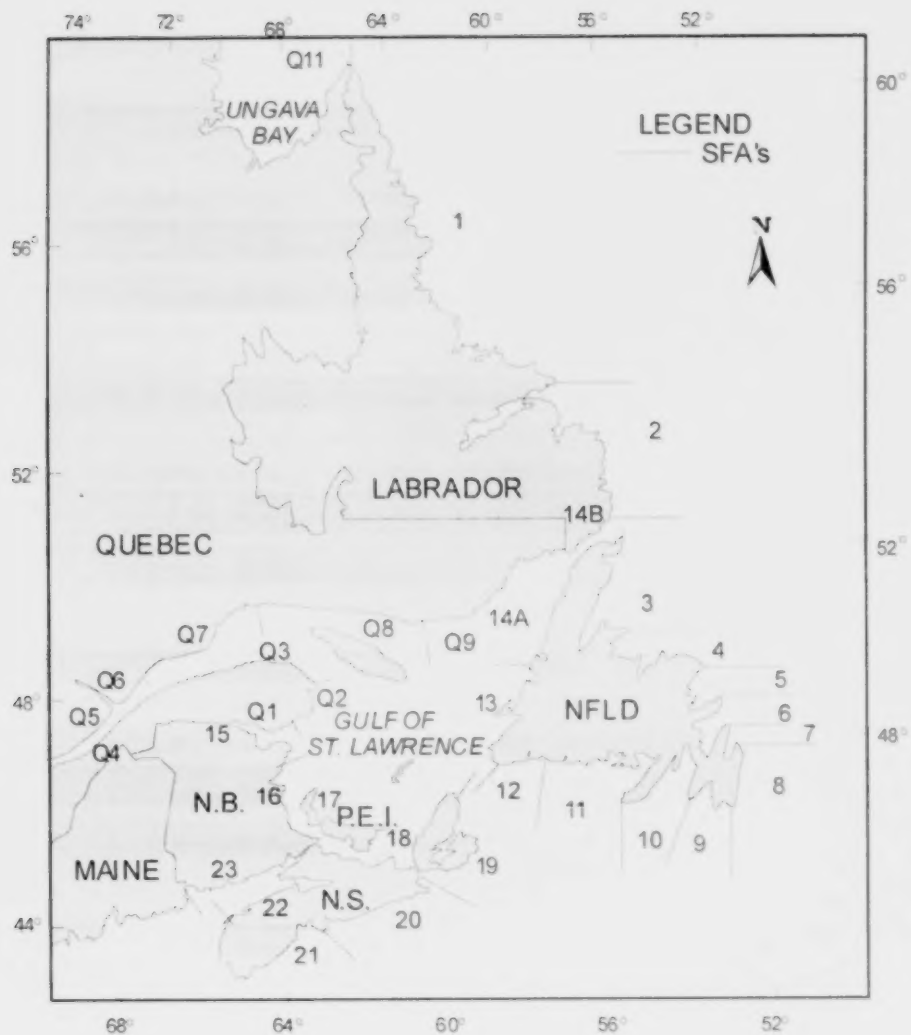 74° 72° 68 64° 60° 56° 52°
Q11
60°
UNGAVA
BAY
LEGEND
SFA's
1
N
56°
56°
2
52°
LABRADOR
14B
QUEBEC
52°
3
14A
Q8
Q7
Q9
4
Q3
5
Q6
48°
Q2
13
NFLD
6
Q5
Q1
GULF OF
7
15
ST. LAWRENCE
48°
Q4
16
17
12
8
N.B.
P.E.I.
11
18
10
9
MAINE
23
19
N.S.
22
20
44°
21
68° 64° 60° 56° 52°